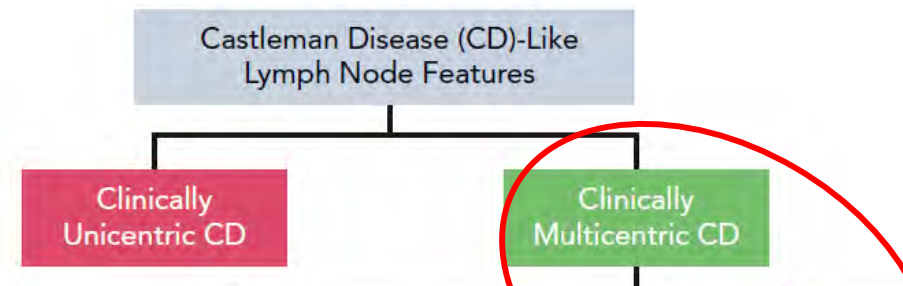 Castleman Disease (CD)-Like
Lymph Node Features
Clinically
Unicentric CD
Clinically
Multicentric CD